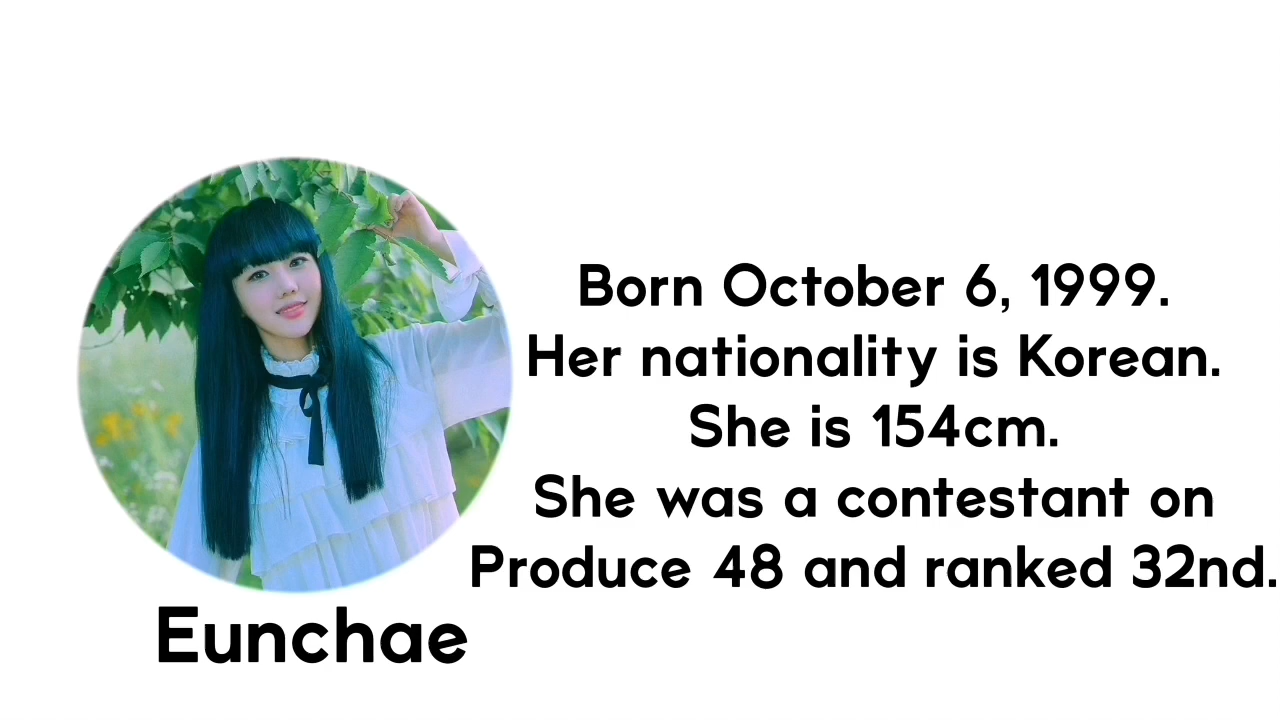 Born October 6, 1999.
Her nationality is Korean.
She is 154cm.
She was a contestant on
Produce 48 and ranked 32nd.
Eunchae